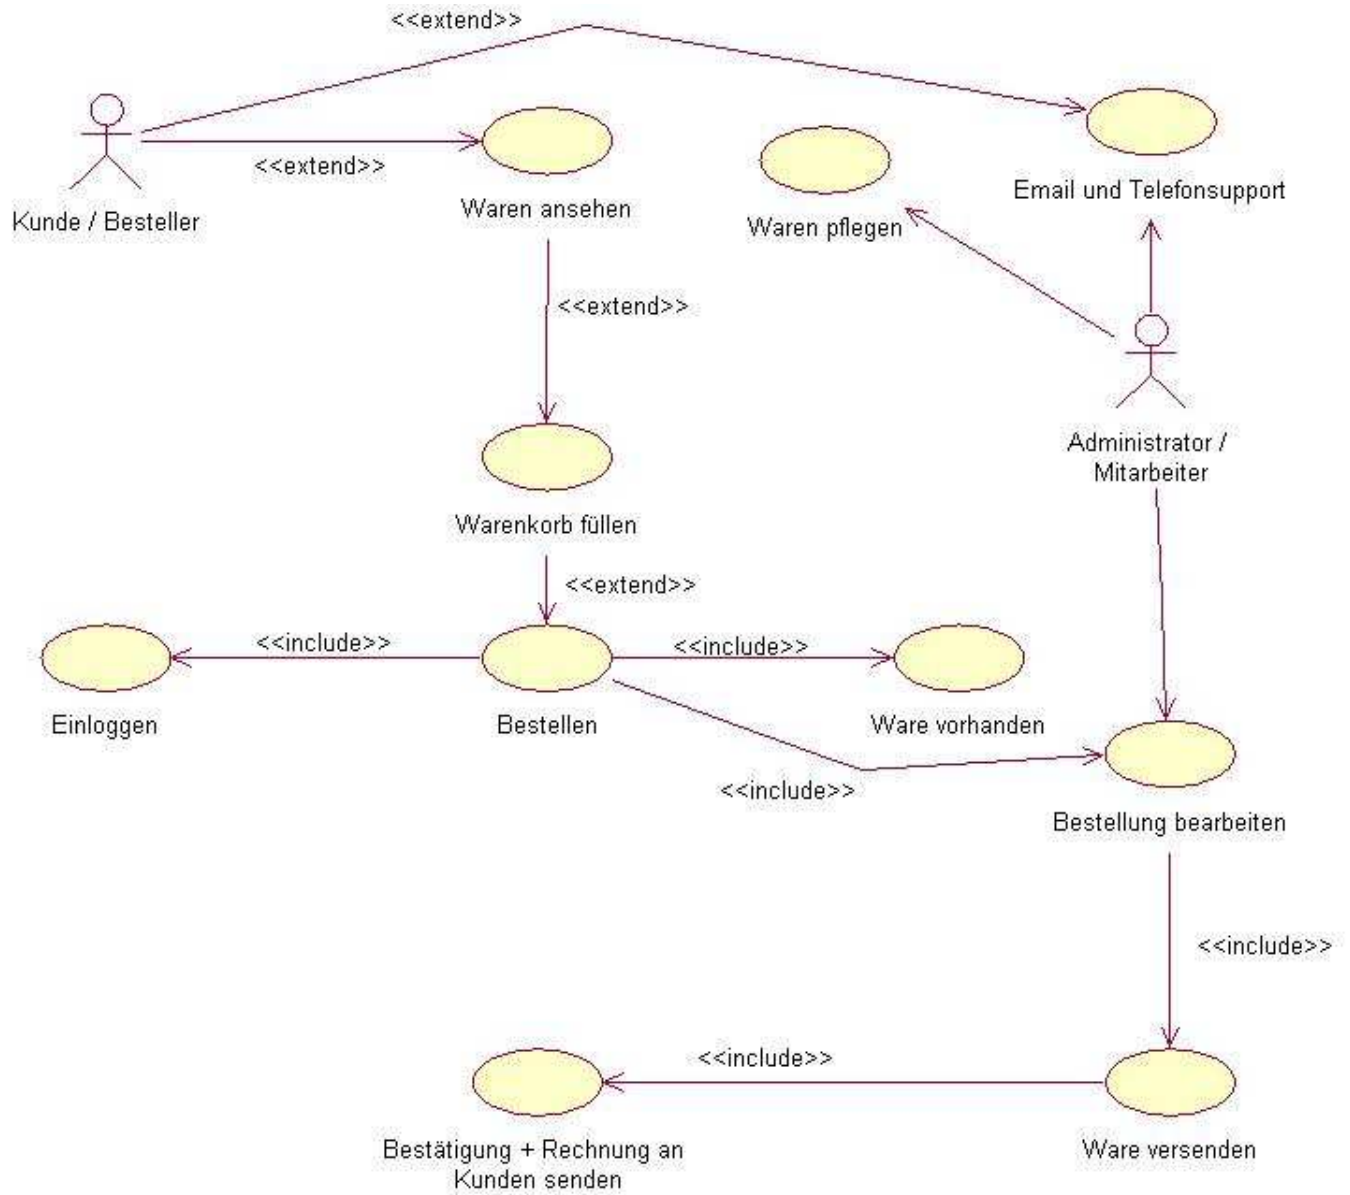 <<extend>>
<<extend>>
Kunde / Besteller
Waren ansehen
Waren pflegen
Email und Telefonsupport
<<extend>>
Administrator /
Mitarbeiter
Warenkorb füllen
<<extend>>
<<include>>
<<include>>
Einloggen
Bestellen
Ware vorhanden
<<include>>
Bestellung bearbeiten
<<include>>
<<include>>
Bestätigung + Rechnung an
Kunden senden
Ware versenden